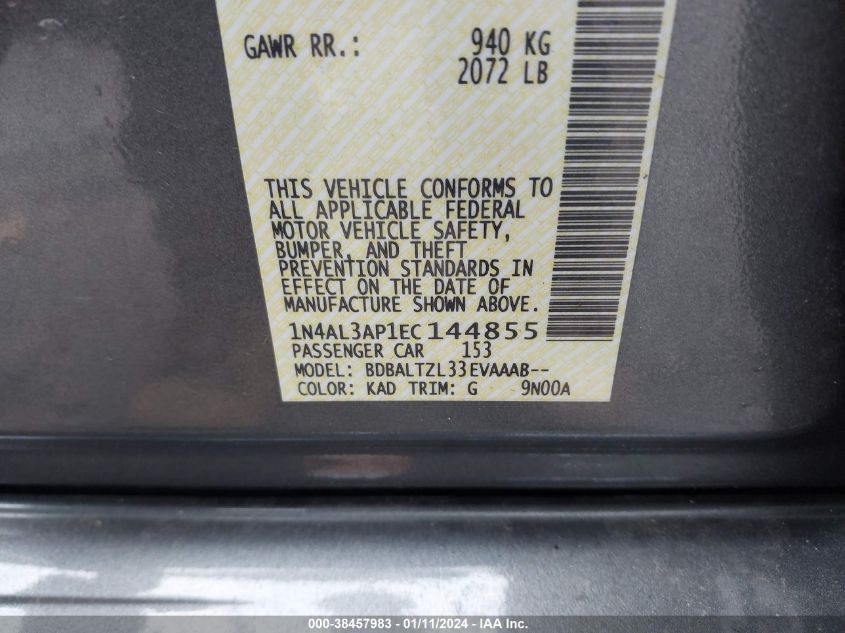 GAWR RR.: 940 KG
2072 LB
THIS VEHICLE CONFORMS TO
ALL APPLICABLE FEDERAL
MOTOR VEHICLE SAFETY,
BUMPER, AND THEFT
PREVENTION STANDARDS IN
EFFECT ON THE DATE OF
MANUFACTURE SHOWN ABOVE.
1N4AL3AP1EC144855
PASSENGER CAR 153
MODEL: BDBALTZL33EVAAAB--
COLOR: KAD TRIM: G 9N00A
000-38457983 - 01/11/2024 - IAA Inc.